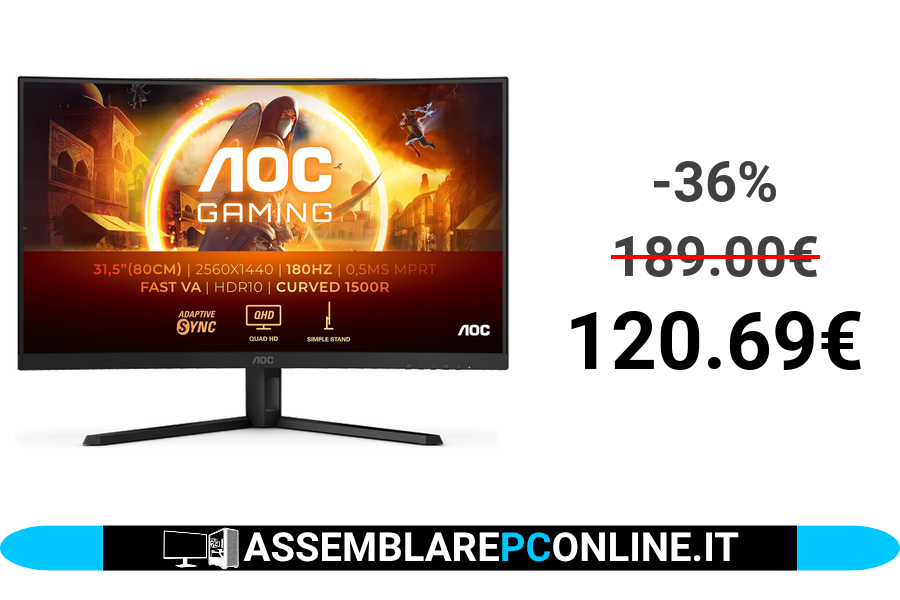 AOC
GAMING
31,5"(80CM) | 2560X1440 | 180HZ | 0,5MS MPRT
FAST VA | HDR10 | CURVED 1500R
ADAPTIVE
SYNC
QHD
QUAD HD
SIMPLE STAND
AOC
AOC
-36%
189.00€
120.69€
ASSEMBLAREPCONLINE.IT